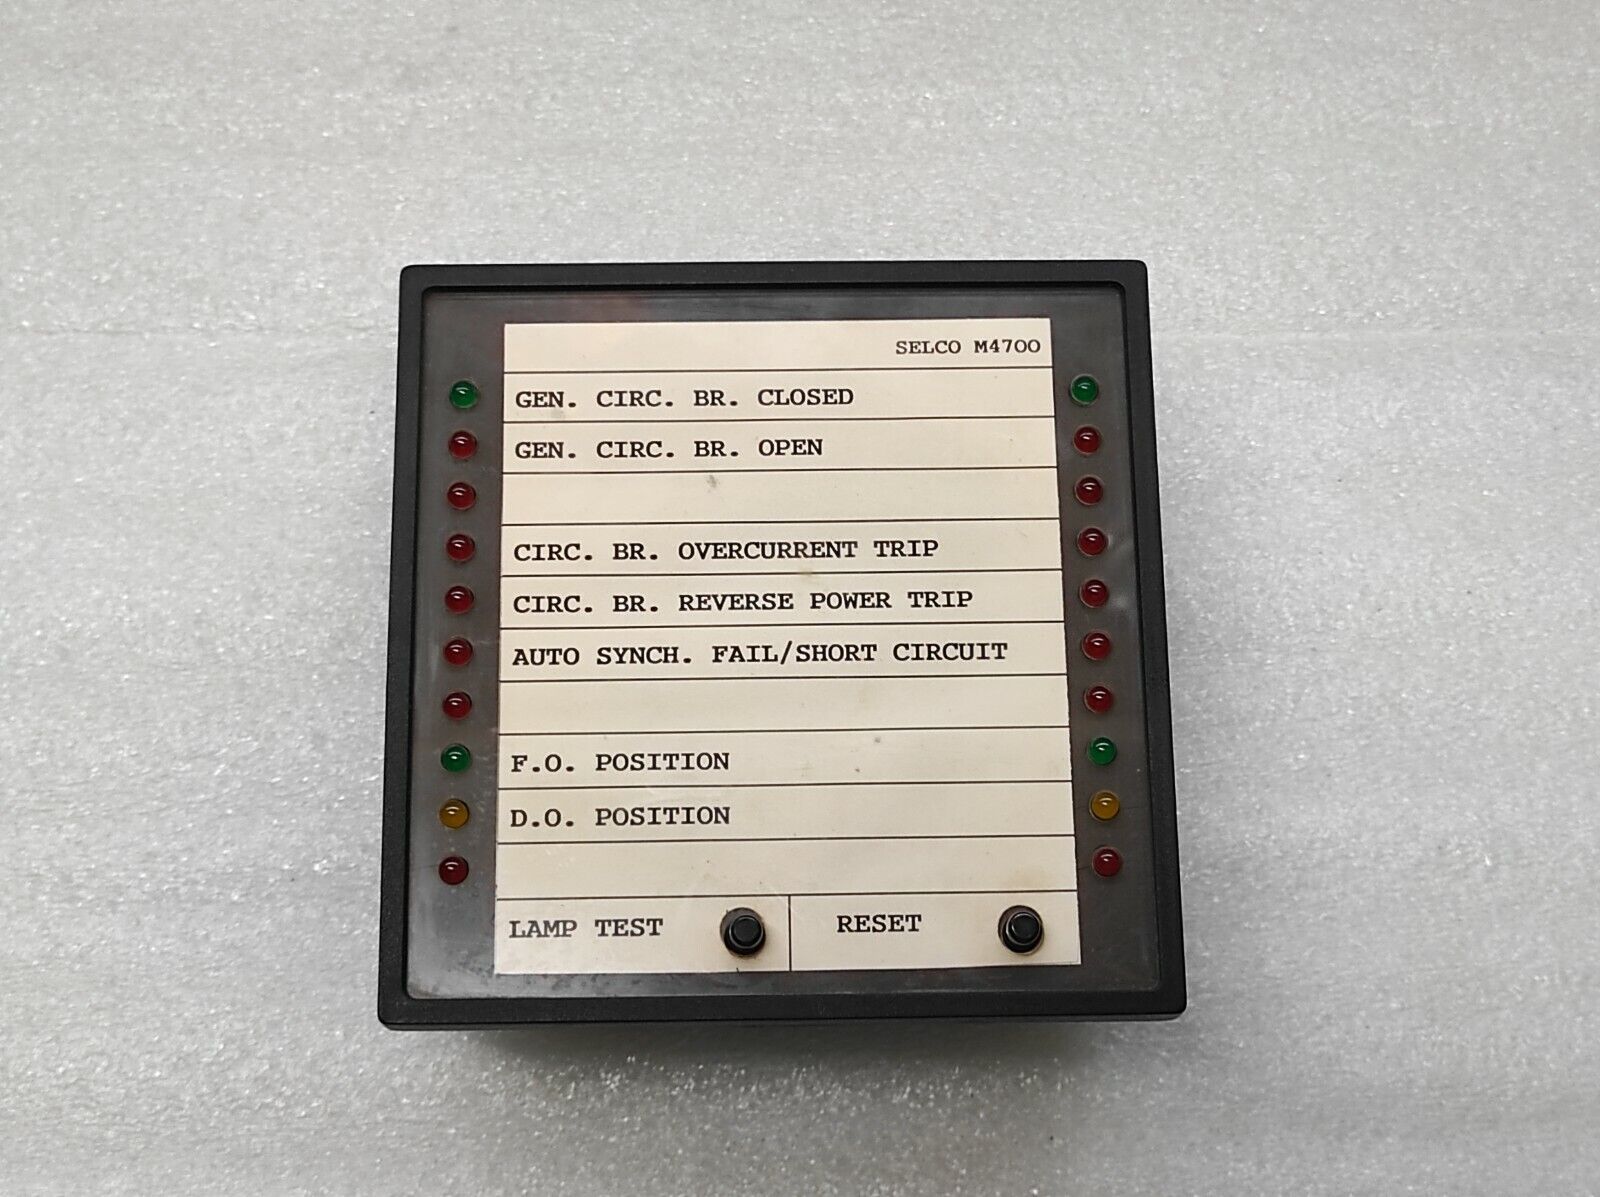 SELCO M4700
GEN. CIRC. BR. CLOSED
GEN. CIRC. BR. OPEN
CIRC. BR. OVERCURRENT TRIP
CIRC. BR. REVERSE POWER TRIP
AUTO SYNCH. FAIL/SHORT CIRCUIT
F.O. POSITION
D.O. POSITION
LAMP TEST RESET